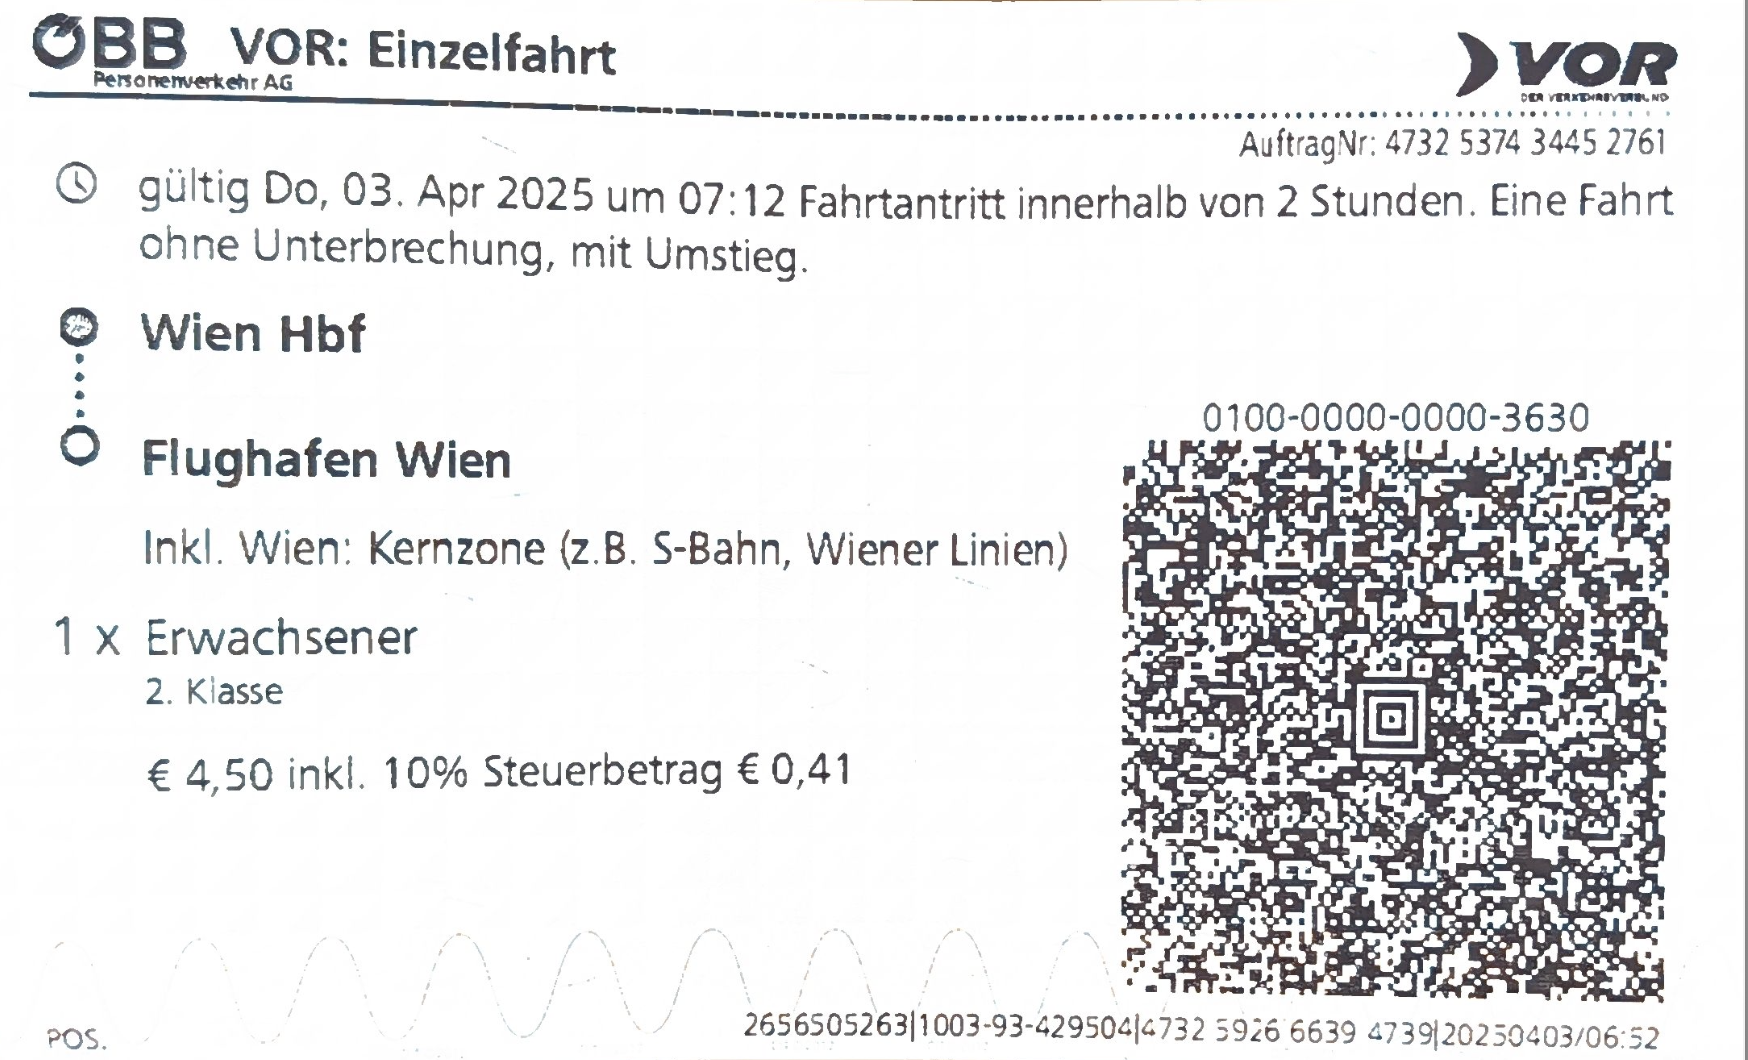 ÖBB VOR: Einzelfahrt
Personenverkehr AG
VOR
DER VERKEHRSVERBUND
AuftragNr: 4732 5374 3445 2761
gültig Do, 03. Apr 2025 um 07:12 Fahrtantritt innerhalb von 2 Stunden. Eine Fahrt
ohne Unterbrechung, mit Umstieg.
Wien Hbf
Flughafen Wien
Inkl. Wien: Kernzone (z.B. S-Bahn, Wiener Linien)
1 x Erwachsener
2. Klasse
€ 4,50 inkl. 10% Steuerbetrag € 0,41
0100-0000-0000-3630
POS.
2656505263|1003-93-429504|4732 5926 6639 4739|20250403/06:52